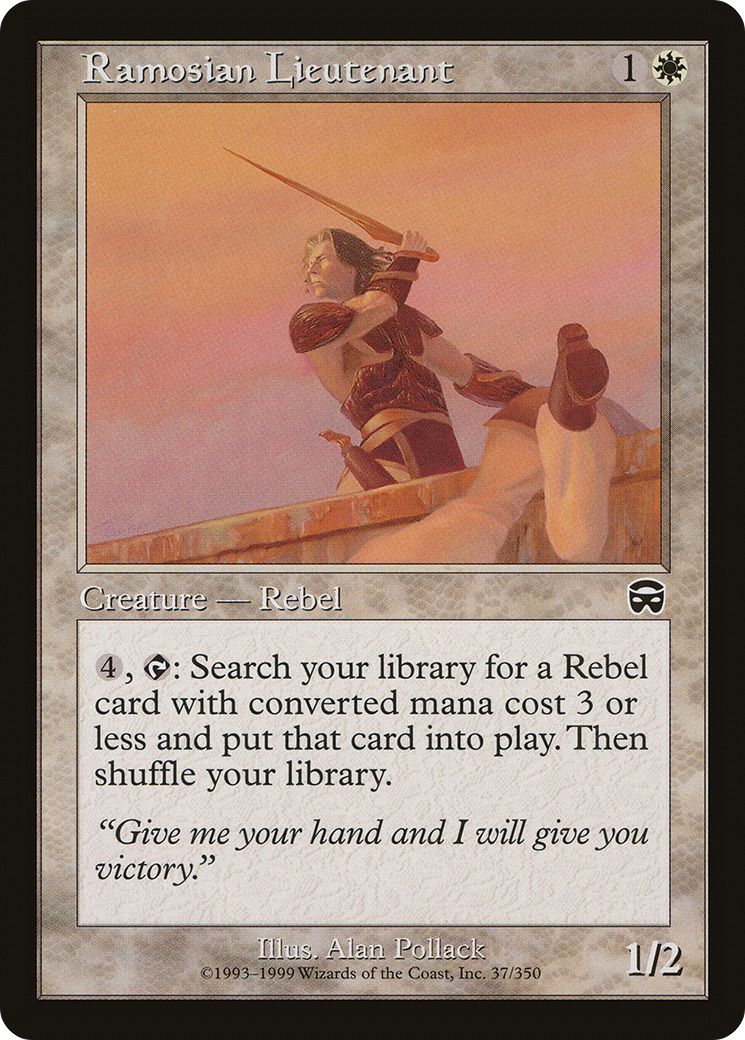 Ramosian Lieutenant 1
Creature — Rebel
4, : Search your library for a Rebel
card with converted mana cost 3 or
less and put that card into play. Then
shuffle your library.
“Give me your hand and I will give you
victory.”
Illus. Alan Pollack
©1993–1999 Wizards of the Coast, Inc. 37/350
1/2